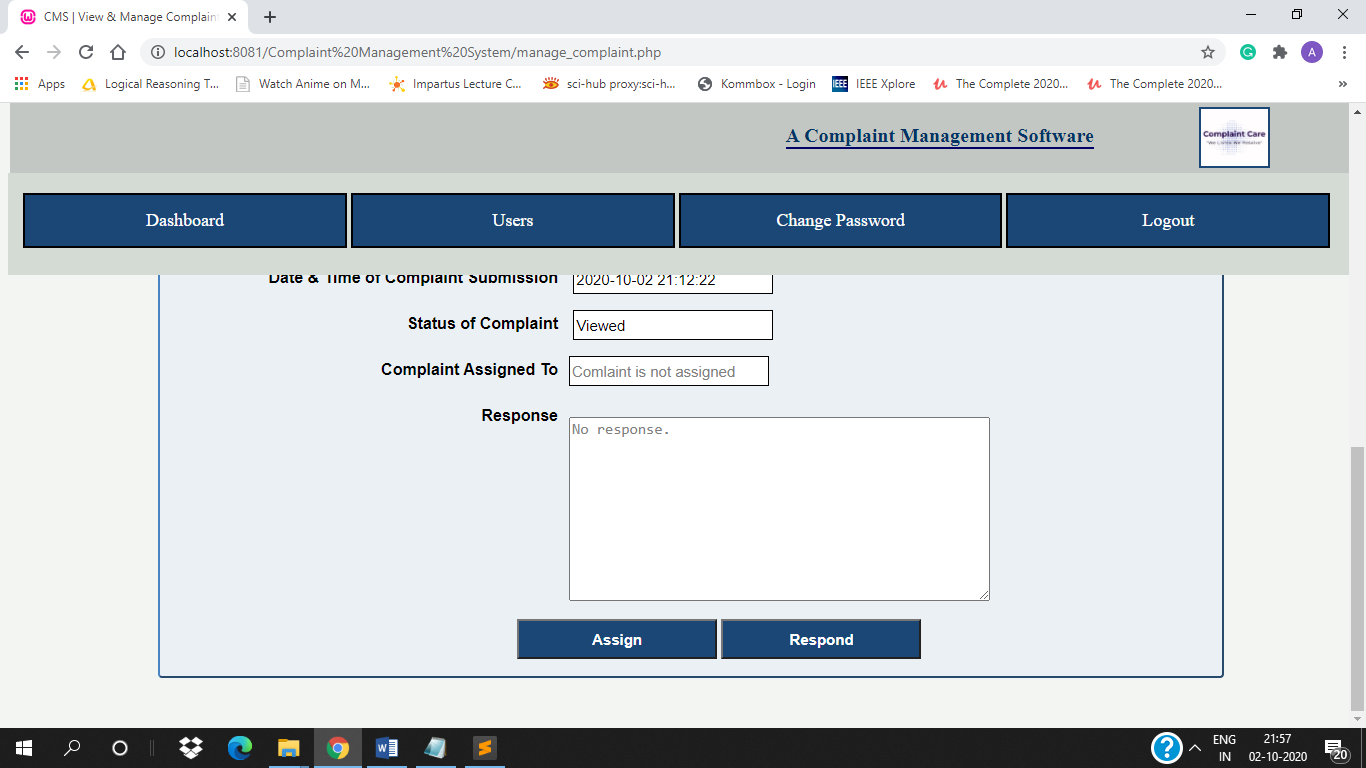 CMS | View & Manage Complain
localhost:8081/Complaint%20Management%20System/manage_complaint.php
A
Apps
Logical Reasoning T...
Watch Anime on M...
Impartus Lecture C...
sci-hub proxy:sci-h...
Kommbox - Login
IEEE
IEEE Xplore
The Complete 2020...
The Complete 2020...
A Complaint Management Software
Complaint Care
Dashboard
Users
Change Password
Logout
Date & Time of Complaint Submission
2020-10-02 21:12:22
Status of Complaint
Viewed
Complaint Assigned To
Comlaint is not assigned
Response
No response.
Assign
Respond
ENG
IN
21:57
02-10-2020
20